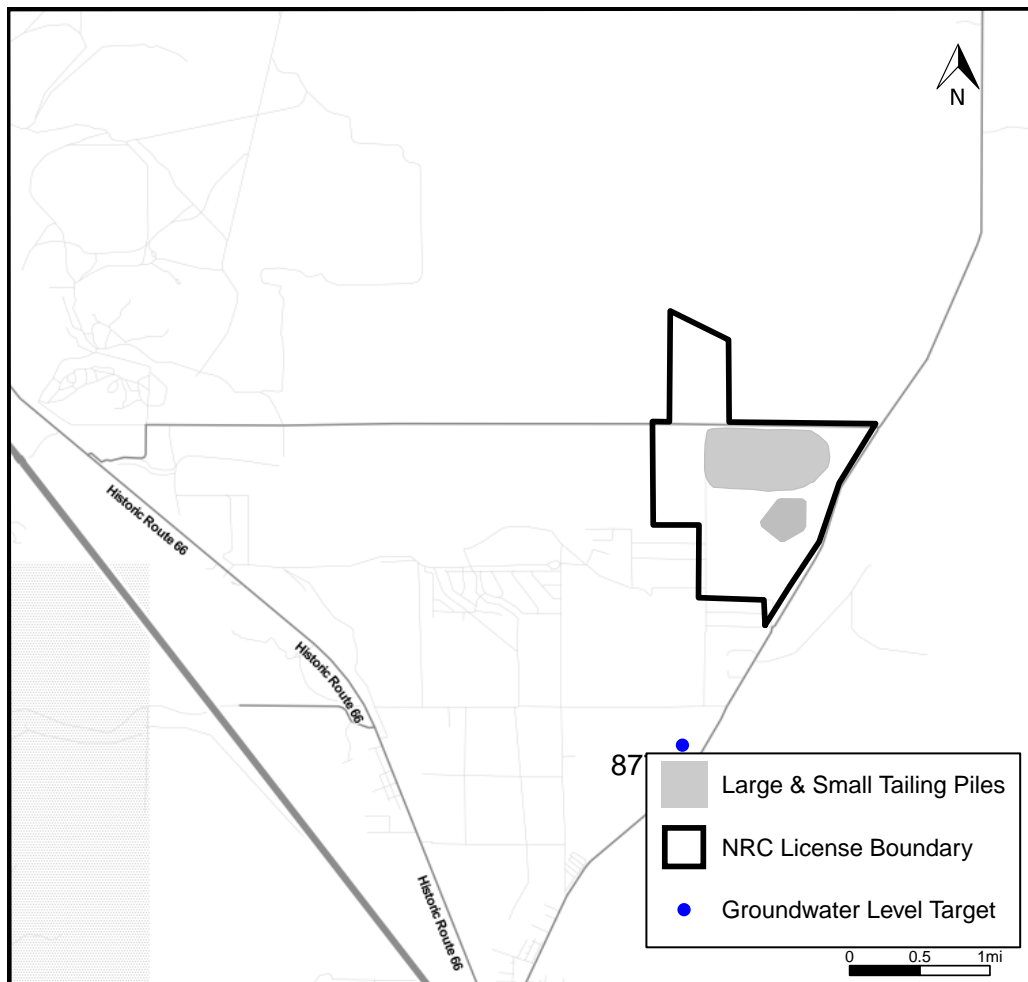 N
Historic Route 66
Historic Route 66
Large & Small Tailing Piles
NRC License Boundary
Groundwater Level Target
Historic Route 66
0 0.5 1mi